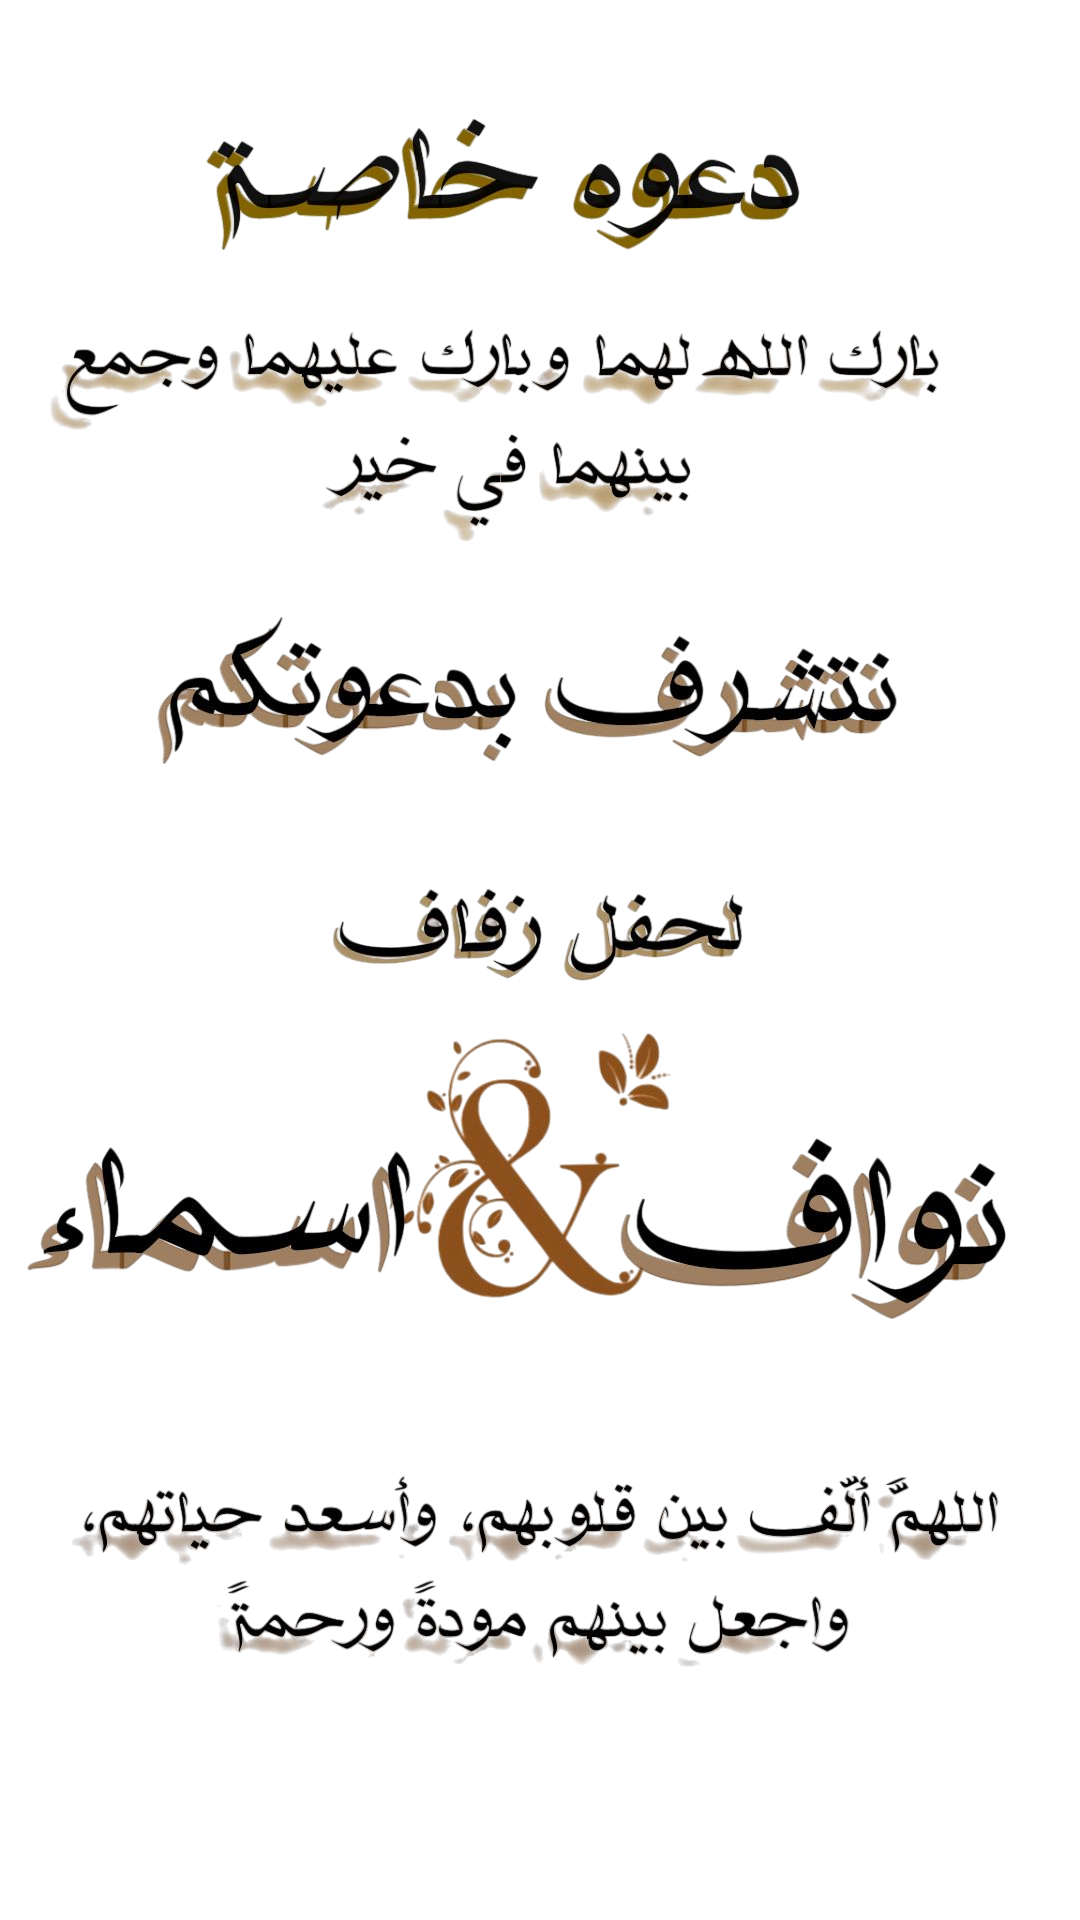 دعوه خاصة
بارك الله لهما وبارك عليهما وجمع
بينهما في خير
نتشرف بدعوتكم
لحفل زفاف
نواف & اسماء
اللهمَّ ألّف بين قلوبهم، وأسعد حياتهم،
واجعل بينهم مودةً ورحمةً